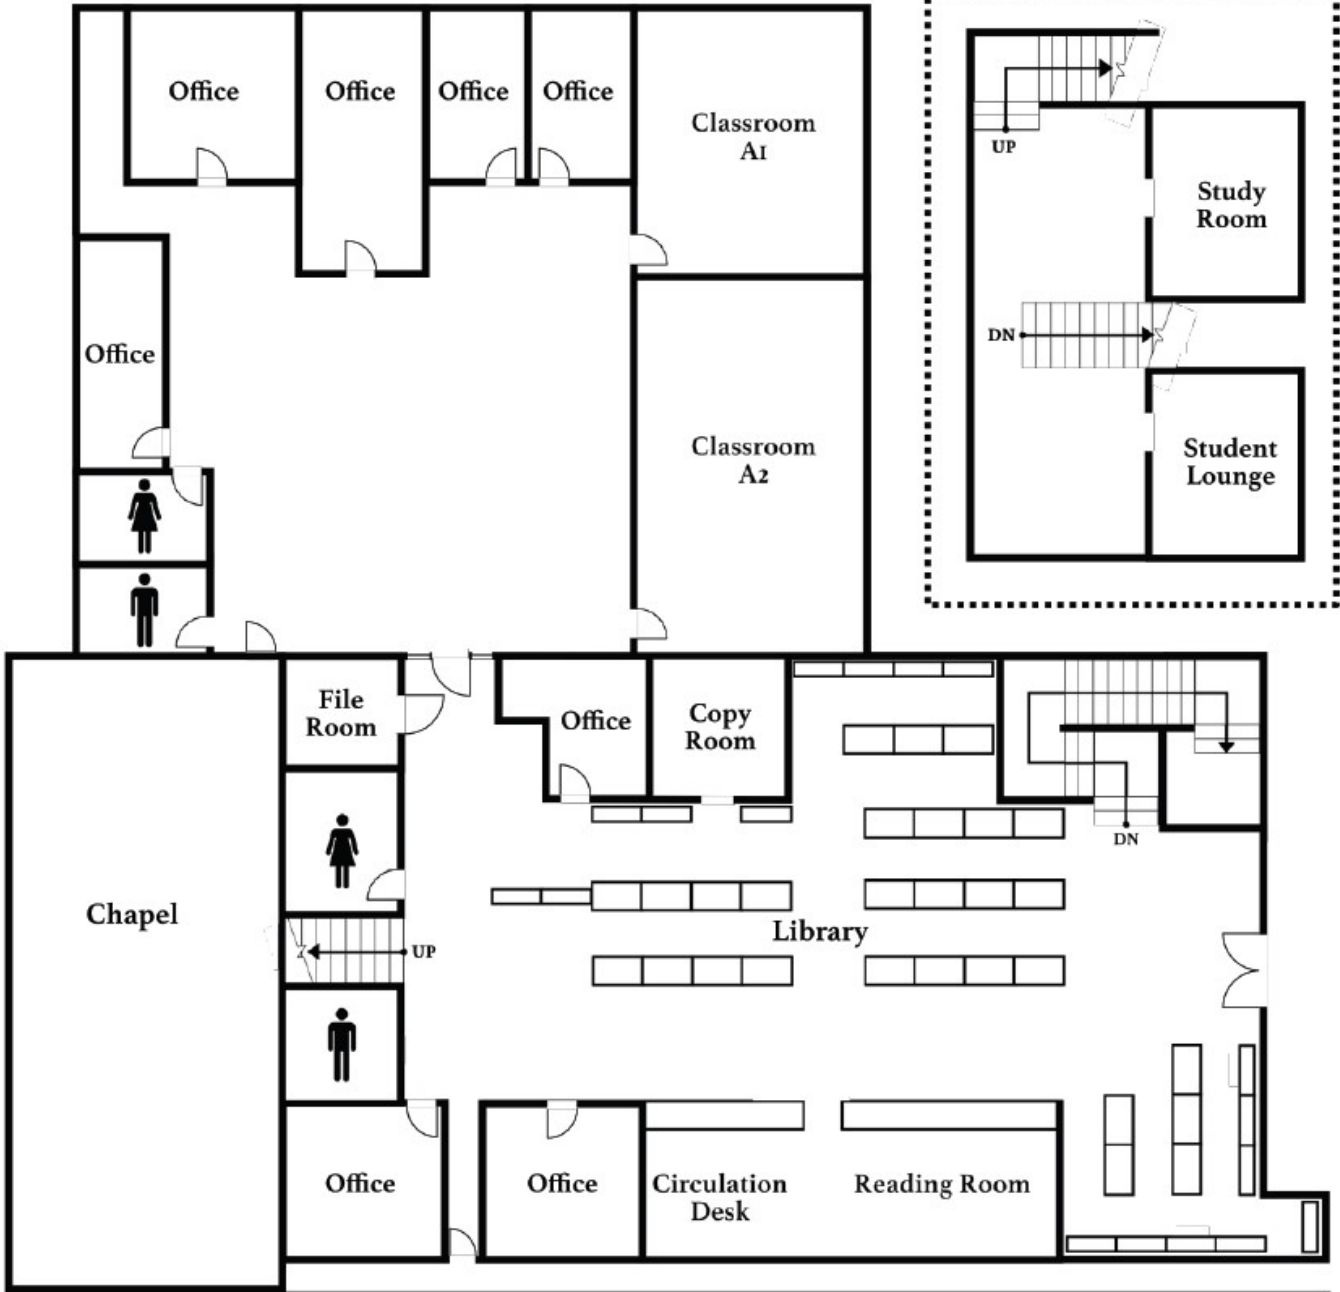 Office
Office
Office
Office
Classroom
A1
UP
Study
Room
DN
Office
Classroom
A2
Student
Lounge
File
Room
Office
Copy
Room
DN
Chapel
Library
UP
Office
Office
Circulation
Desk
Reading Room